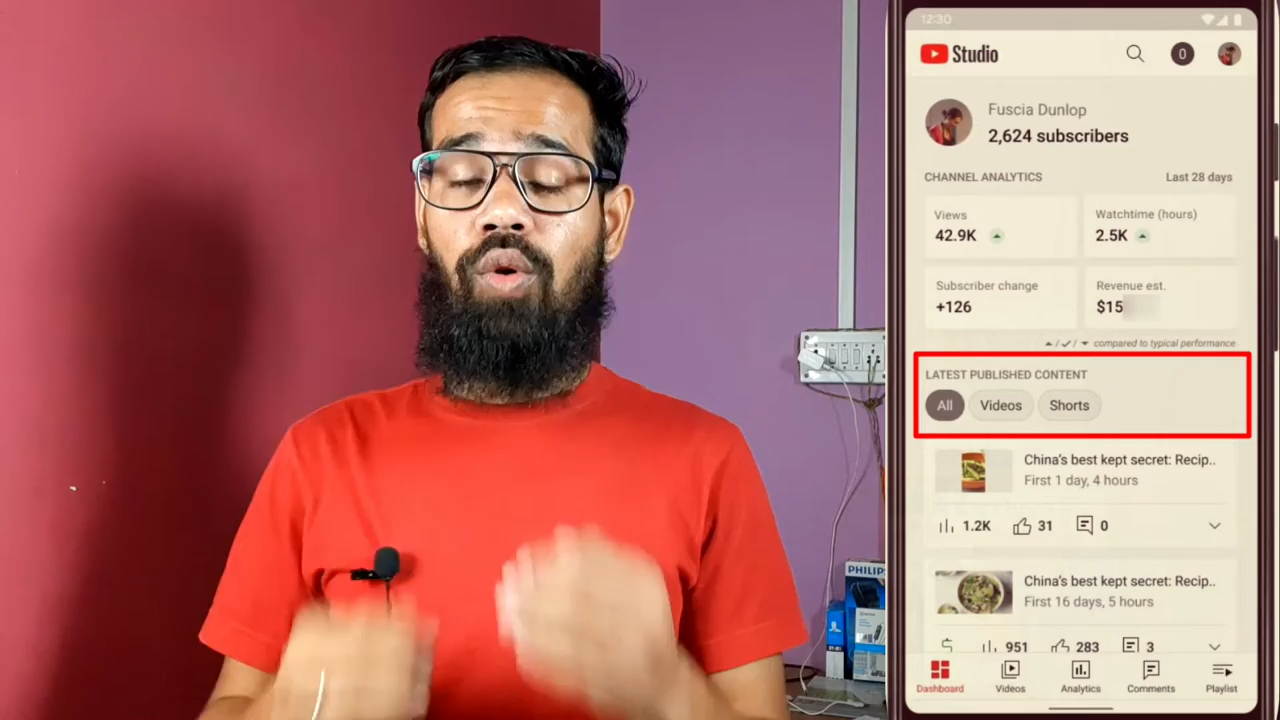 12:30
Studio
0
Fuscia Dunlop
2,624 subscribers
CHANNEL ANALYTICS
Last 28 days
Views
42.9K
Watchtime (hours)
2.5K
Subscriber change
+126
Revenue est.
$15
▲ / ✓ / ▼ compared to typical performance
LATEST PUBLISHED CONTENT
All
Videos
Shorts
China's best kept secret: Recip..
First 1 day, 4 hours
1.2K
31
0
China's best kept secret: Recip..
First 16 days, 5 hours
951
283
3
Dashboard
Videos
Analytics
Comments
Playlist
PHILIPS